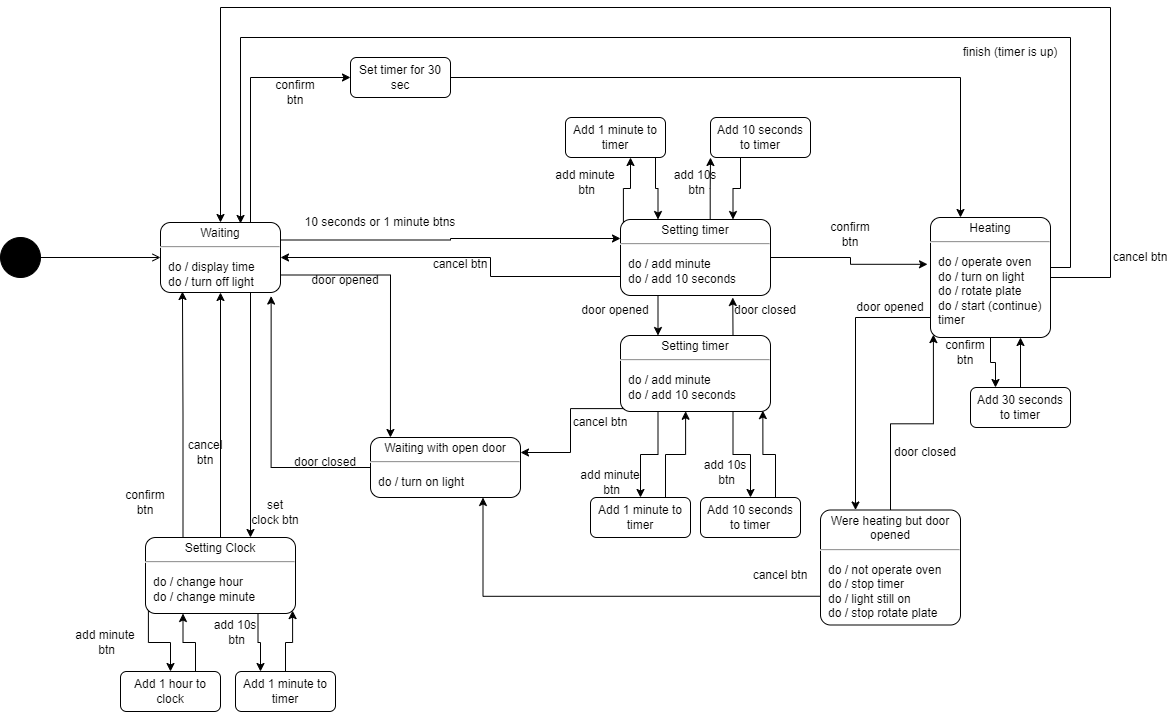 finish (timer is up)
Set timer for 30
sec
confirm
btn
Add 1 minute to
timer
Add 10 seconds
to timer
add minute
btn
add 10s
btn
Waiting
do / display time
do / turn off light
10 seconds or 1 minute btns
cancel btn
door opened
Setting timer
do / add minute
do / add 10 seconds
confirm
btn
Heating
do / operate oven
do / turn on light
do / rotate plate
do / start (continue)
timer
cancel btn
door opened
door closed
door opened
confirm
btn
Setting timer
do / add minute
do / add 10 seconds
Add 30 seconds
to timer
cancel btn
Waiting with open door
do / turn on light
door closed
cancel
btn
door closed
add minute
btn
add 10s
btn
confirm
btn
set
clock btn
Add 1 minute to
timer
Add 10 seconds
to timer
Were heating but door
opened
do / not operate oven
do / stop timer
do / light still on
do / stop rotate plate
Setting Clock
do / change hour
do / change minute
cancel btn
add minute
btn
add 10s
btn
Add 1 hour to
clock
Add 1 minute to
timer